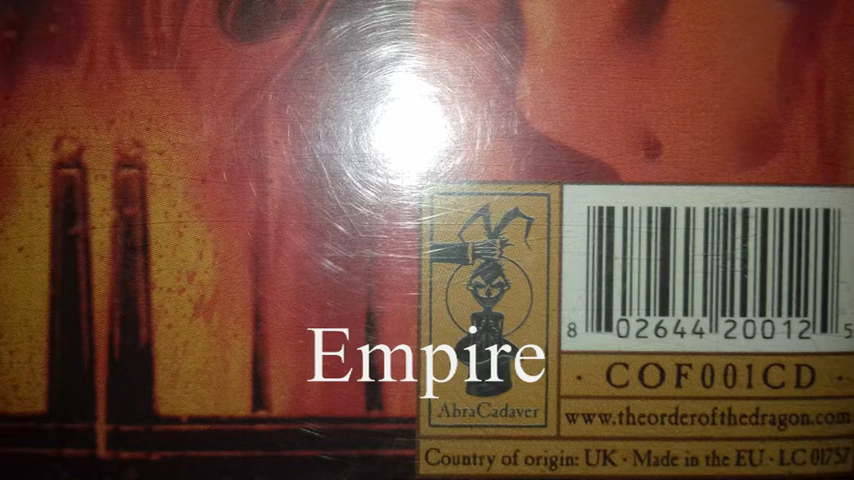 8 02644 20012 5
Empire
COF001CD
AbraCadaver
www.theorderofthedragon.com
Country of origin: UK · Made in the EU · LC 01757